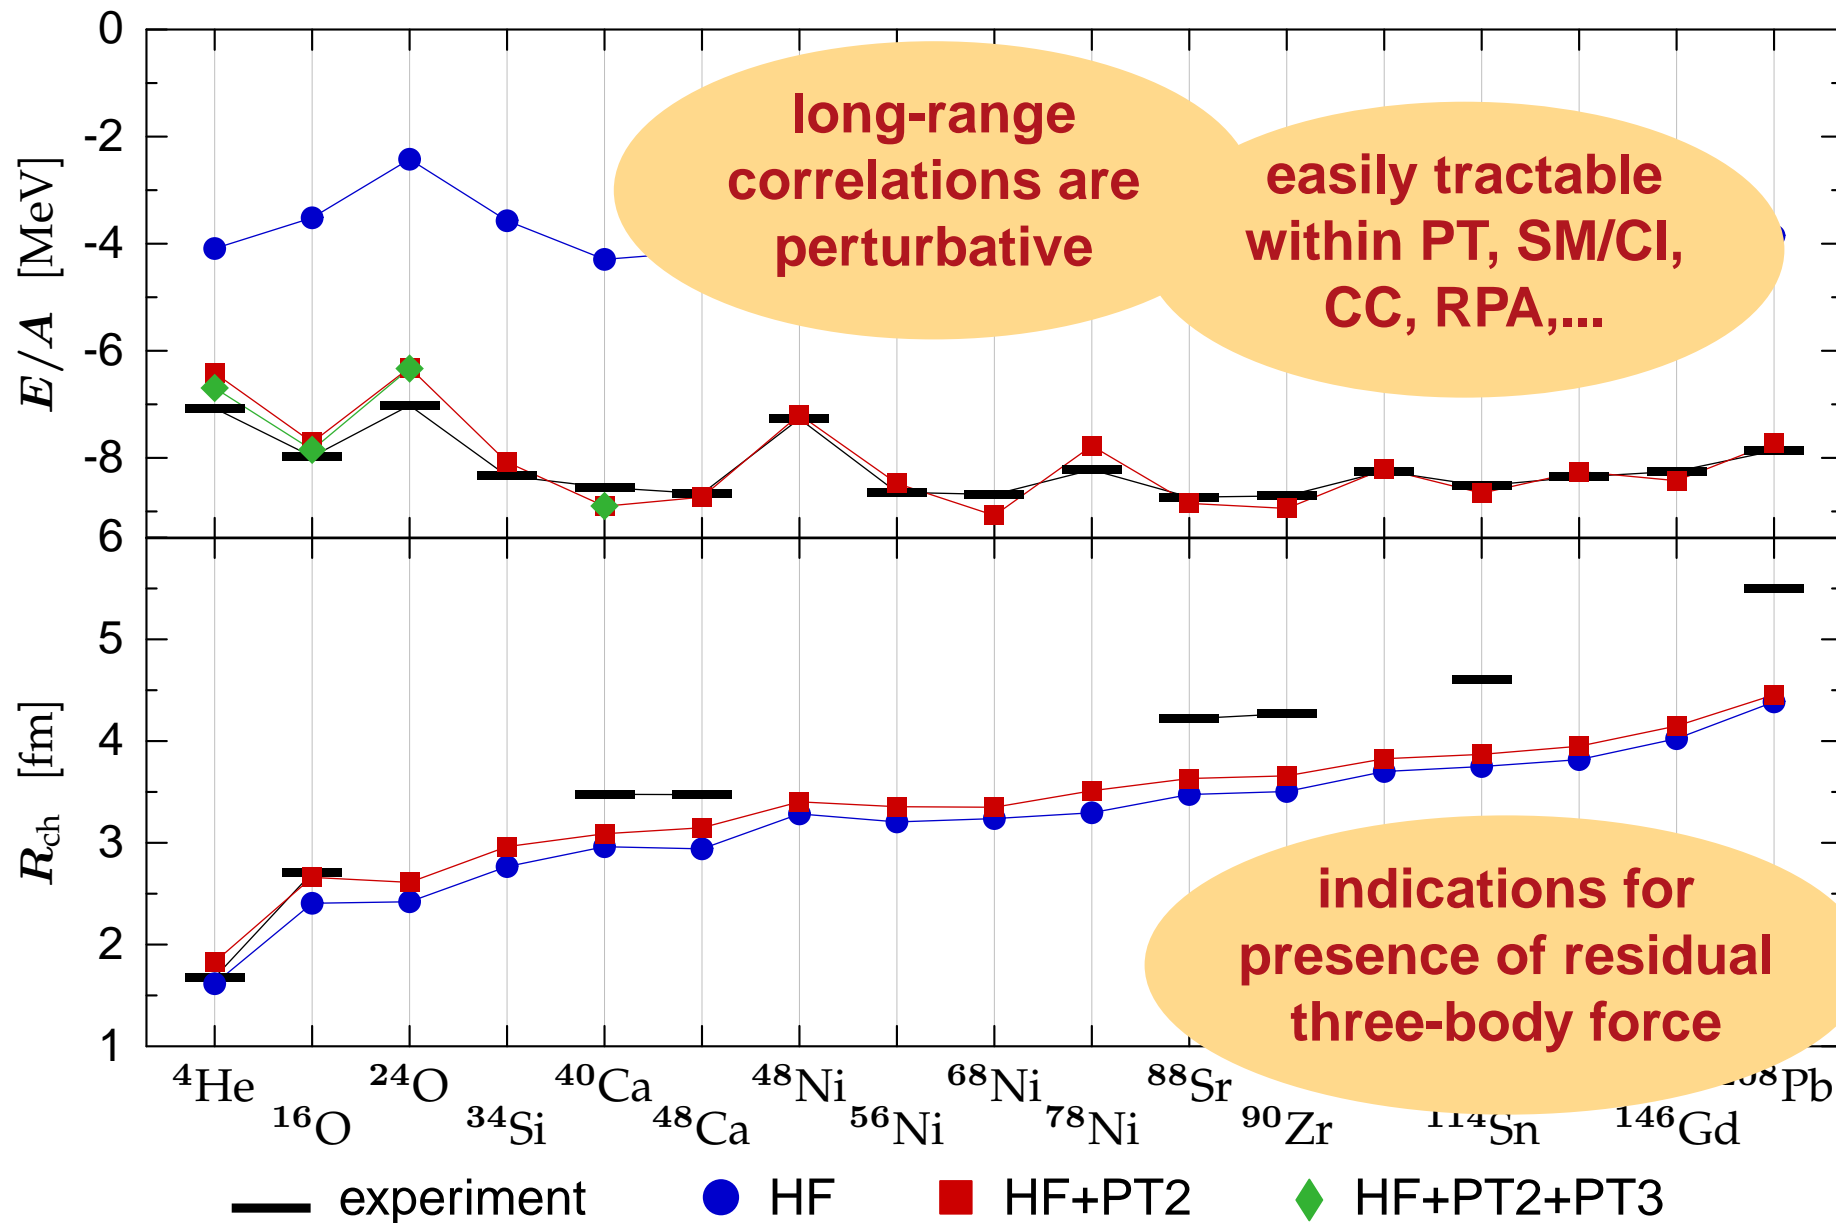 0
-2
-4
-6
-8
E/A [MeV]
long-range
correlations are
perturbative
easily tractable
within PT, SM/CI,
CC, RPA,...
6
5
4
3
2
1
R_ch [fm]
indications for
presence of residual
three-body force
⁴He ²⁴O ⁴⁰Ca ⁴⁸Ni ⁶⁸Ni ⁸⁸Sr ²⁰⁸Pb
¹⁶O ³⁴Si ⁴⁸Ca ⁵⁶Ni ⁷⁸Ni ⁹⁰Zr ¹¹⁴Sn ¹⁴⁶Gd
experiment HF HF+PT2 HF+PT2+PT3